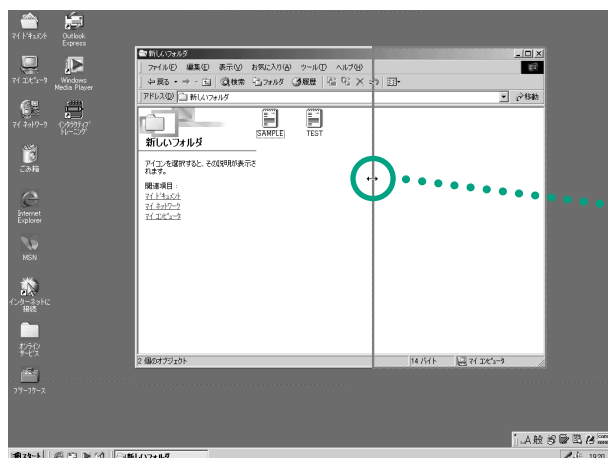 マイ ドキュメント
Outlook
Express
マイ コンピュータ
Windows
Media Player
マイ ネットワーク
インタラクティブ
トレーニング
ごみ箱
Internet
Explorer
MSN
インターネットに
接続
オンライン
サービス
新しいフォルダ
ファイル(F) 編集(E) 表示(V) お気に入り(A) ツール(T) ヘルプ(H)
戻る 検索 フォルダ 履歴
アドレス(D) 新しいフォルダ 移動
新しいフォルダ
アイコンを選択すると、その説明が表示さ
れます。
関連項目:
マイ ドキュメント
マイ ネットワーク
マイ コンピュータ
SAMPLE TEST
2 個のオブジェクト 14 バイト マイ コンピュータ
A 般
スタート 新しいフォルダ 19:20